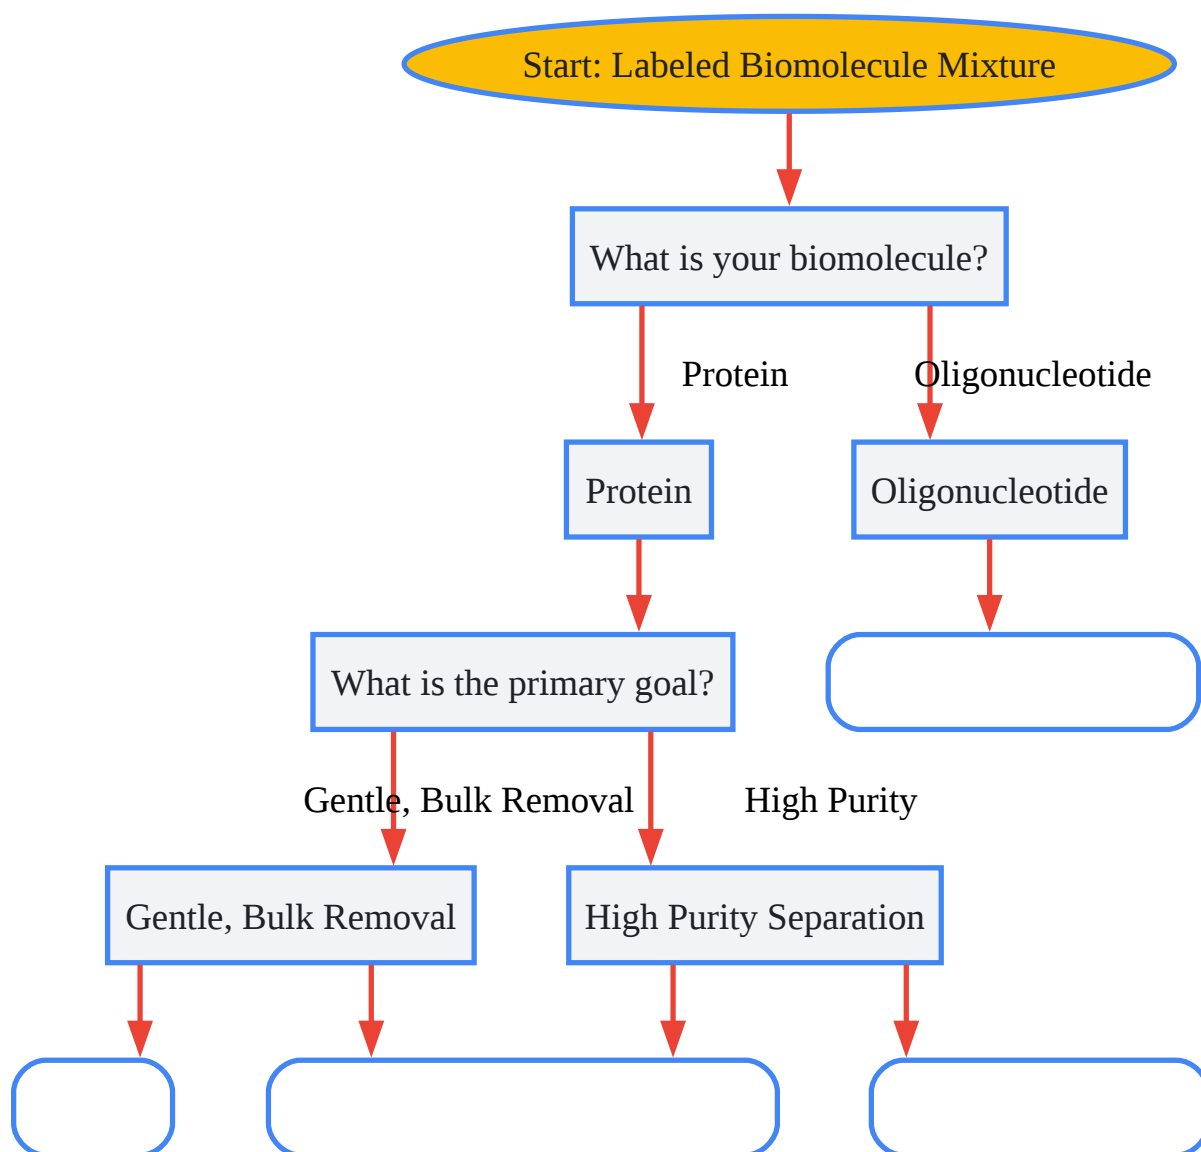 Start: Labeled Biomolecule Mixture
What is your biomolecule?
Protein
Oligonucleotide
Protein
Oligonucleotide
What is the primary goal?
Gentle, Bulk Removal
High Purity
Gentle, Bulk Removal
High Purity Separation